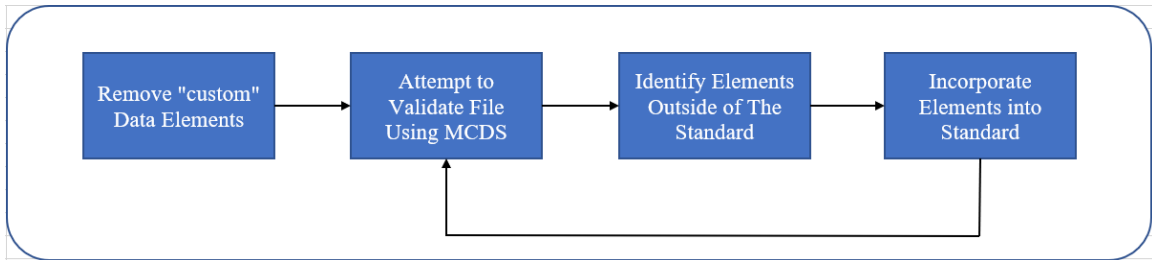 Remove "custom"
Data Elements
Attempt to
Validate File
Using MCDS
Identify Elements
Outside of The
Standard
Incorporate
Elements into
Standard